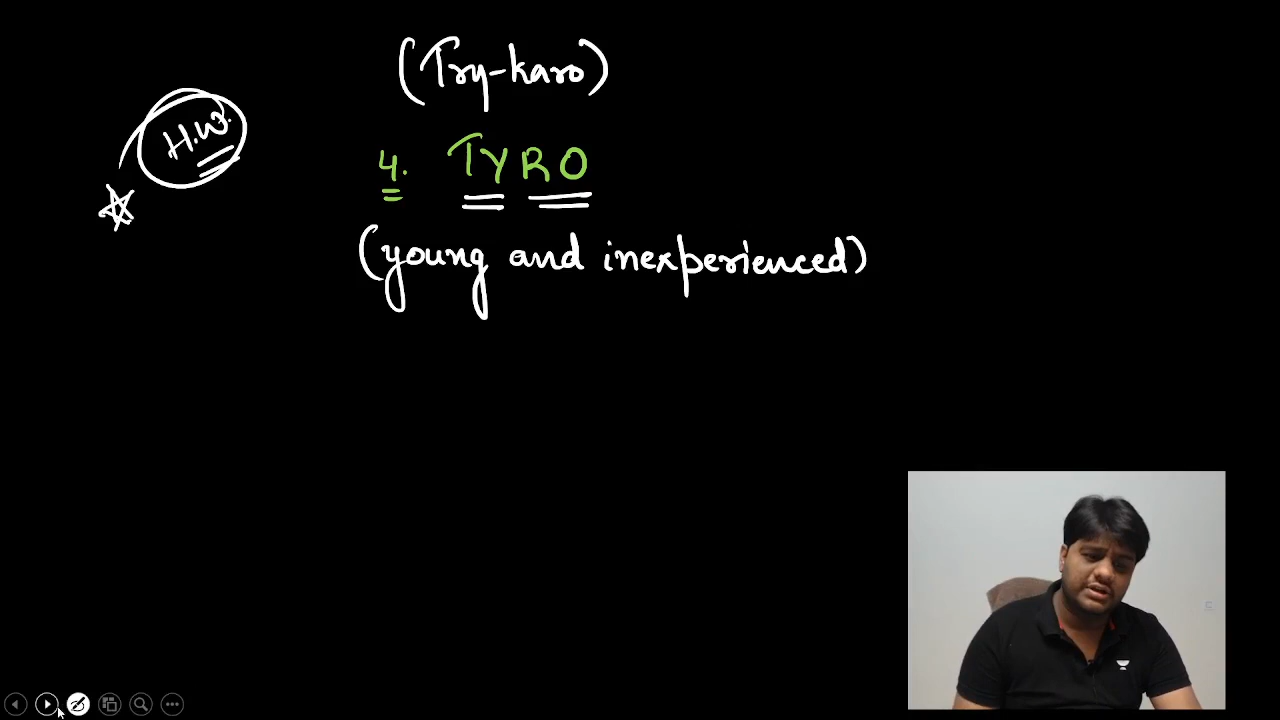 (Try-karo)
H.W.
4. TYRO
(young and inexperienced)